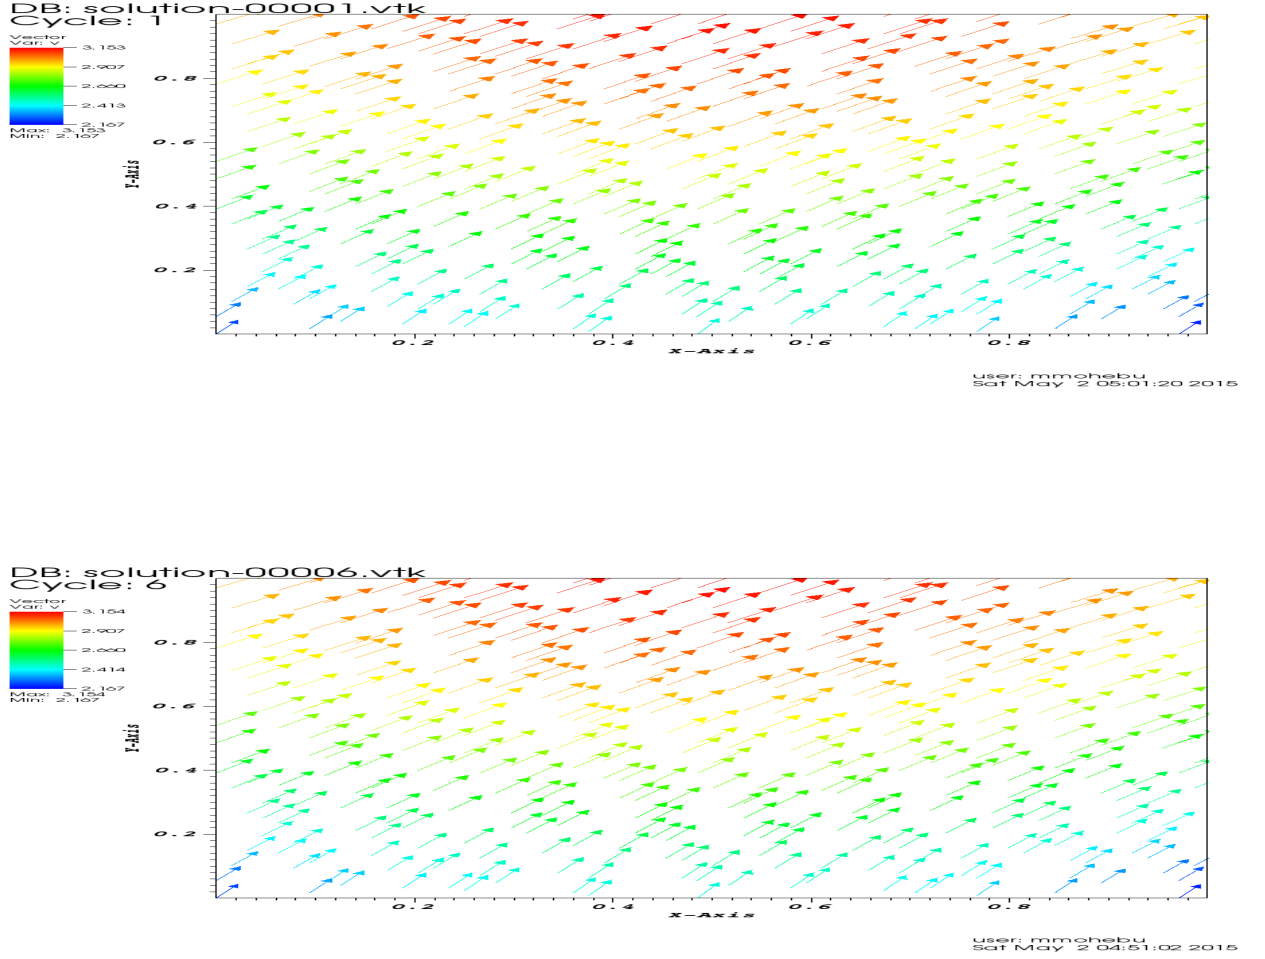 DB: solution-00001.vtk
Cycle: 1
Vector
Var: v
3.153
2.907
2.660
2.413
2.167
Max: 3.153
Min: 2.167
0.8
0.6
0.4
0.2
Y-Axis
0.2 0.4 0.6 0.8
X-Axis
user: mmohebu
Sat May 2 05:01:20 2015
DB: solution-00006.vtk
Cycle: 6
Vector
Var: v
3.154
2.907
2.660
2.414
2.167
Max: 3.154
Min: 2.167
0.8
0.6
0.4
0.2
Y-Axis
0.2 0.4 0.6 0.8
X-Axis
user: mmohebu
Sat May 2 04:51:02 2015